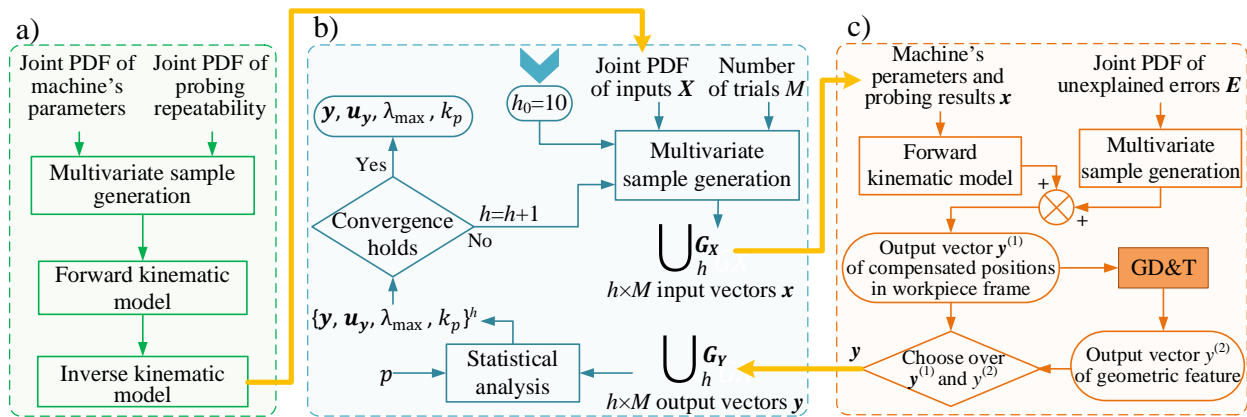 a)
Joint PDF of
machine's
parameters
Joint PDF of
probing
repeatability
Multivariate sample
generation
Forward kinematic
model
Inverse kinematic
model
b)
h₀=10
Joint PDF
of inputs X
Number
of trials M
y, u_y, λ_max, k_p
Yes
Multivariate
sample generation
Convergence
holds
h=h+1
No
⋃ G_X
h
h×M input vectors x
{y, u_y, λ_max, k_p}ʰ
p
Statistical
analysis
⋃ G_Y
h
h×M output vectors y
c)
Machine's
perameters and
probing results x
Joint PDF of
unexplained errors E
Forward
kinematic model
Multivariate
sample generation
+
+
Output vector y⁽¹⁾
of compensated positions
in workpiece frame
GD&T
y
Choose over
y⁽¹⁾ and y⁽²⁾
Output vector y⁽²⁾
of geometric feature